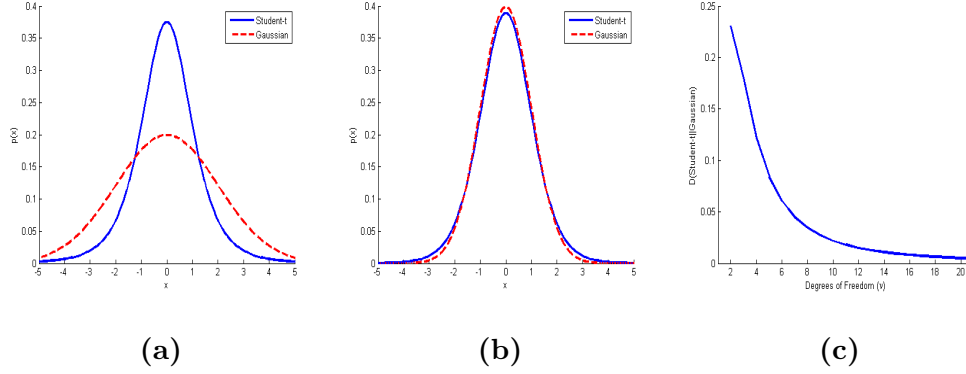 0.4
0.35
0.3
0.25
0.2
0.15
0.1
0.05
0
-5 -4 -3 -2 -1 0 1 2 3 4 5
x
p(x)
Student-t
Gaussian
(a)
0.4
0.35
0.3
0.25
0.2
0.15
0.1
0.05
0
-5 -4 -3 -2 -1 0 1 2 3 4 5
x
p(x)
Student-t
Gaussian
(b)
0.25
0.2
0.15
0.1
0.05
0
2 4 6 8 10 12 14 16 18 20
Degrees of Freedom (ν)
D(Student-t||Gaussian)
(c)